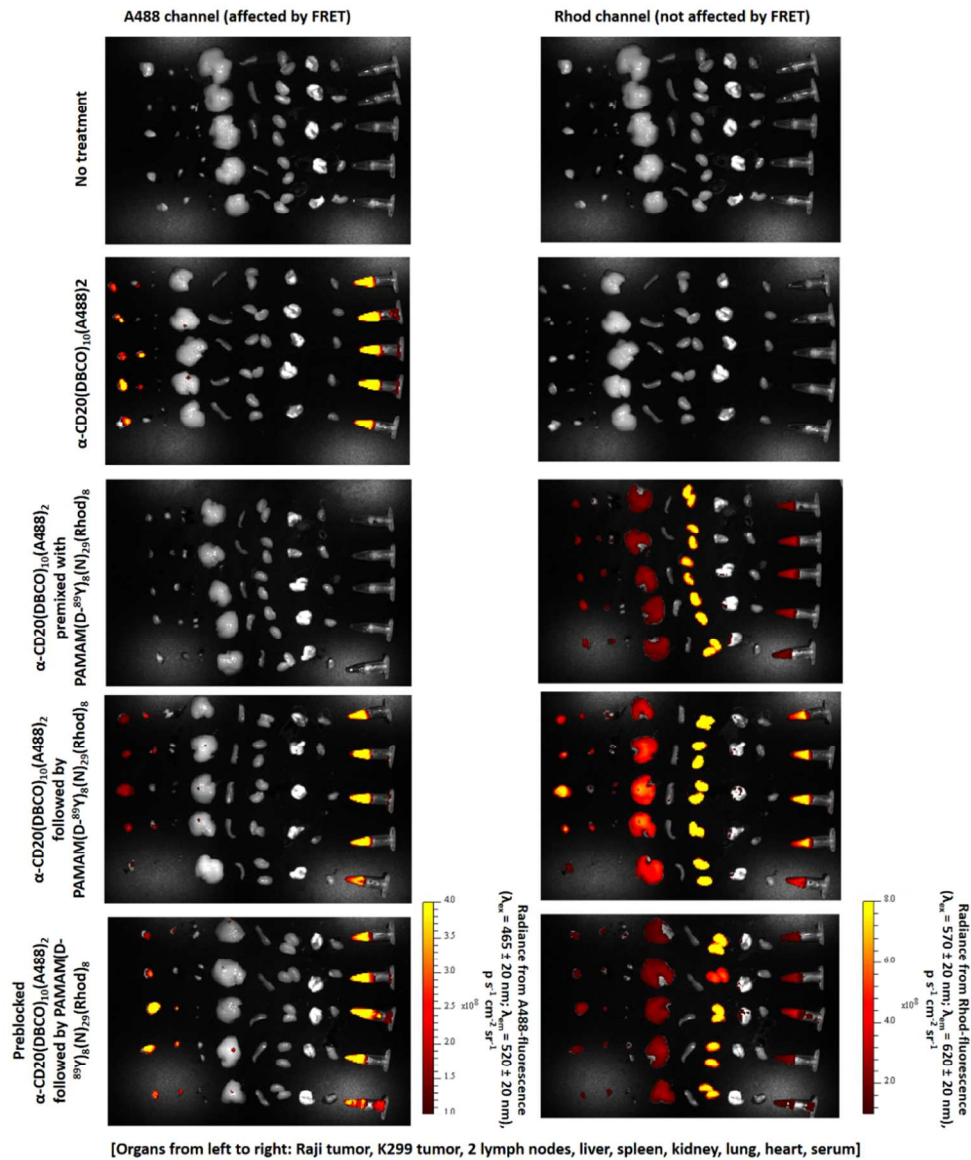 A488 channel (affected by FRET)
Rhod channel (not affected by FRET)
No treatment
α-CD20(DBCO)10(A488)2
α-CD20(DBCO)10(A488)2
premixed with
PAMAM(D-89Y)8(N)29(Rhod)8
α-CD20(DBCO)10(A488)2
followed by
PAMAM(D-89Y)8(N)29(Rhod)8
Preblocked
α-CD20(DBCO)10(A488)2
followed by PAMAM(D-
89Y)8(N)29(Rhod)8
4.0
3.5
3.0
2.5
x10⁸
2.0
1.5
1.0
Radiance from A488-fluorescence
(λex = 465 ± 20 nm; λem = 520 ± 20 nm),
p s-1 cm-2 sr-1
8.0
6.0
x10⁸
4.0
2.0
Radiance from Rhod-fluorescence
(λex = 570 ± 20 nm; λem = 620 ± 20 nm),
p s-1 cm-2 sr-1
[Organs from left to right: Raji tumor, K299 tumor, 2 lymph nodes, liver, spleen, kidney, lung, heart, serum]